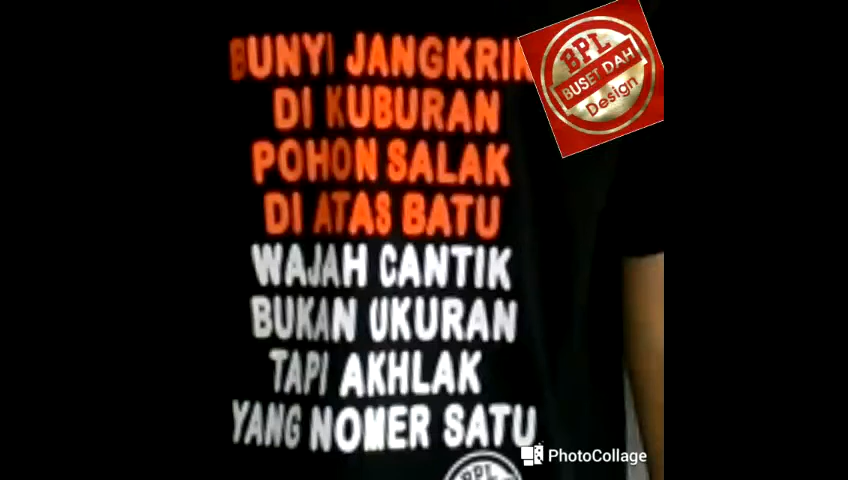 BUNYI JANGKRIK
DI KUBURAN
POHON SALAK
DI ATAS BATU
WAJAH CANTIK
BUKAN UKURAN
TAPI AKHLAK
YANG NOMER SATU
BPL
BUSET DAH
Design
BPL
PhotoCollage